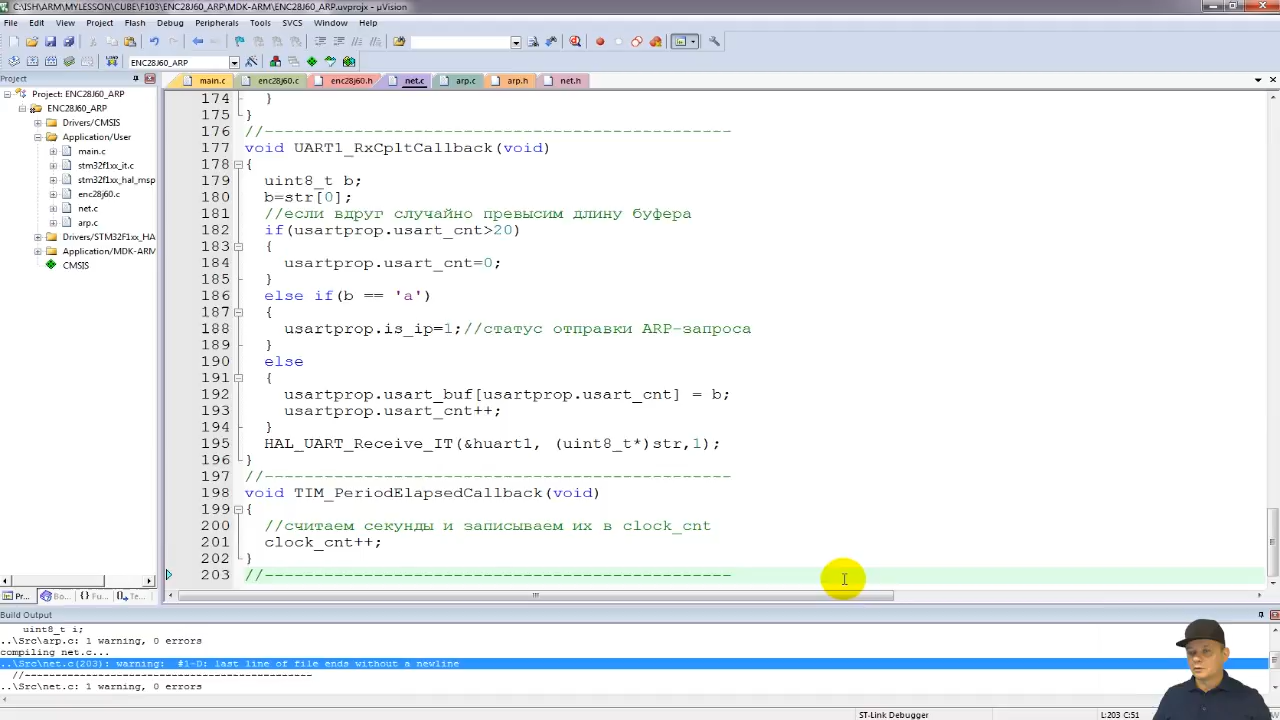 C:\ISH\ARM\MYLESSON\CUBE\F103\ENC28J60_ARP\MDK-ARM\ENC28J60_ARP.uvprojx - µVision
File Edit View Project Flash Debug Peripherals Tools SVCS Window Help
ENC28J60_ARP
Project
main.c enc28j60.c enc28j60.h net.c arp.c arp.h net.h
Project: ENC28J60_ARP
ENC28J60_ARP
Drivers/CMSIS
Application/User
main.c
stm32f1xx_it.c
stm32f1xx_hal_msp
enc28j60.c
net.c
arp.c
Drivers/STM32F1xx_HA
Application/MDK-ARM
CMSIS
174 }
175 }
176 //-----------------------------------------------
177 void UART1_RxCpltCallback(void)
178 {
179 uint8_t b;
180 b=str[0];
181 //если вдруг случайно превысим длину буфера
182 if(usartprop.usart_cnt>20)
183 {
184 usartprop.usart_cnt=0;
185 }
186 else if(b == 'a')
187 {
188 usartprop.is_ip=1;//статус отправки ARP-запроса
189 }
190 else
191 {
192 usartprop.usart_buf[usartprop.usart_cnt] = b;
193 usartprop.usart_cnt++;
194 }
195 HAL_UART_Receive_IT(&huart1, (uint8_t*)str,1);
196 }
197 //-----------------------------------------------
198 void TIM_PeriodElapsedCallback(void)
199 {
200 //считаем секунды и записываем их в clock_cnt
201 clock_cnt++;
202 }
203 //-----------------------------------------------
Pr... Bo... {} Fu... Te...
Build Output
uint8_t i;
..\Src\arp.c: 1 warning, 0 errors
compiling net.c...
..\Src\net.c(203): warning: #1-D: last line of file ends without a newline
//-----------------------------------------------
..\Src\net.c: 1 warning, 0 errors
ST-Link Debugger
L:203 C:51